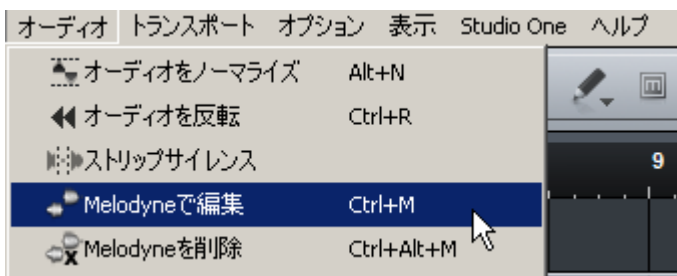 オーディオ トランスポート オプション 表示 Studio One ヘルプ
オーディオをノーマライズ Alt+N
オーディオを反転 Ctrl+R
ストリップサイレンス
9
Melodyneで編集 Ctrl+M
Melodyneを削除 Ctrl+Alt+M